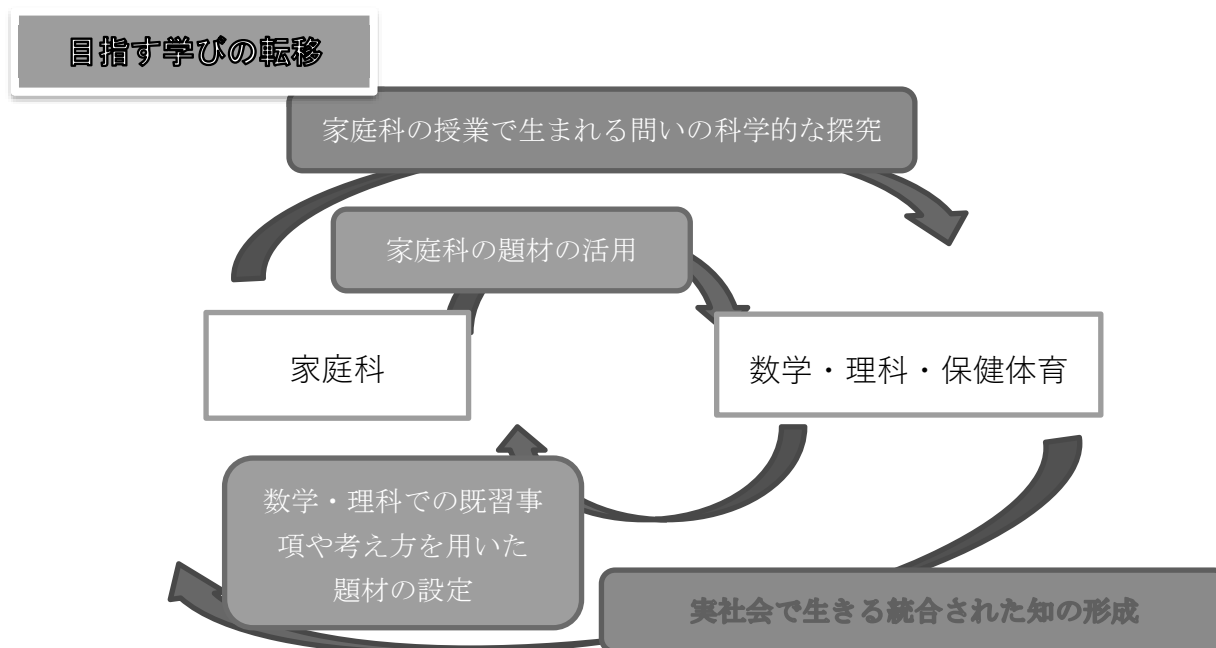 目指す学びの転移
家庭科の授業で生まれる問いの科学的な探究
家庭科の題材の活用
家庭科
数学・理科・保健体育
数学・理科での既習事
項や考え方を用いた
題材の設定
実社会で生きる統合された知の形成